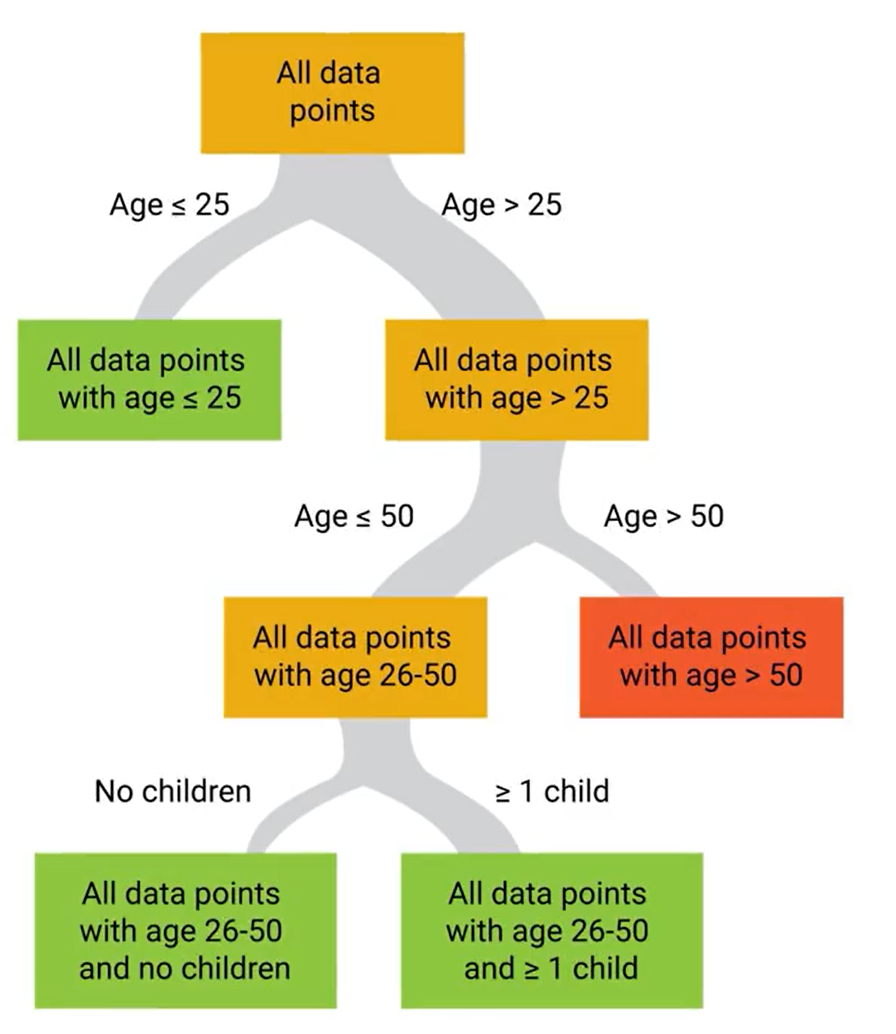 All data
points
Age ≤ 25
Age > 25
All data points
with age ≤ 25
All data points
with age > 25
Age ≤ 50
Age > 50
All data points
with age 26-50
All data points
with age > 50
No children
≥ 1 child
All data points
with age 26-50
and no children
All data points
with age 26-50
and ≥ 1 child